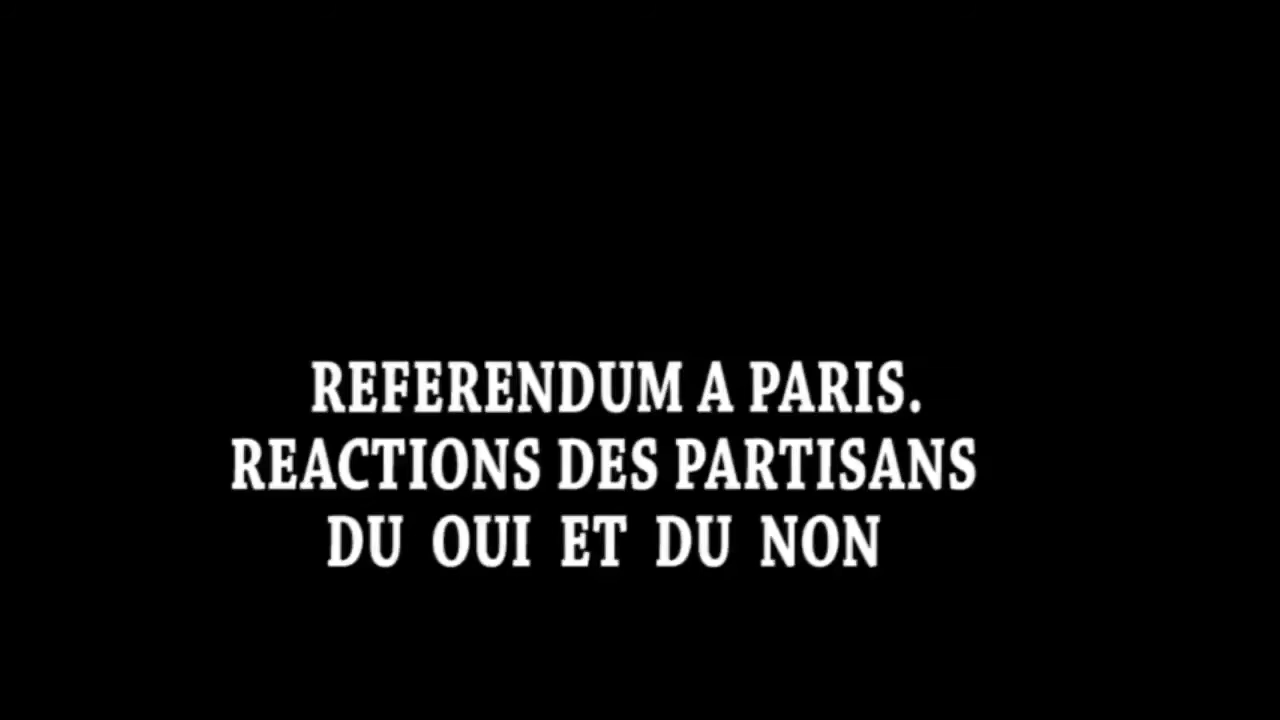 REFERENDUM A PARIS.
REACTIONS DES PARTISANS
DU OUI ET DU NON